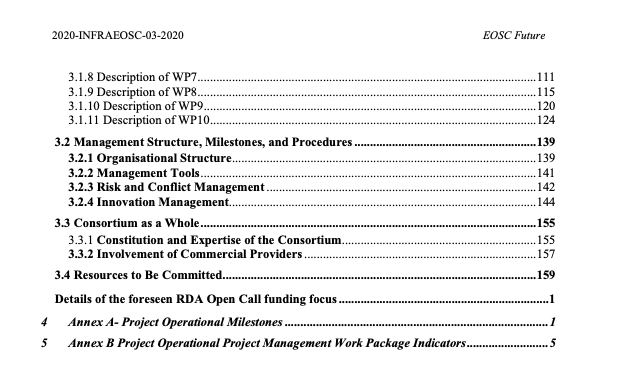 2020-INFRAEOSC-03-2020 EOSC Future
3.1.8 Description of WP7....................................................111
3.1.9 Description of WP8....................................................115
3.1.10 Description of WP9....................................................120
3.1.11 Description of WP10....................................................124
3.2 Management Structure, Milestones, and Procedures ....................................................139
3.2.1 Organisational Structure....................................................139
3.2.2 Management Tools....................................................141
3.2.3 Risk and Conflict Management ....................................................142
3.2.4 Innovation Management....................................................144
3.3 Consortium as a Whole....................................................155
3.3.1 Constitution and Expertise of the Consortium....................................................155
3.3.2 Involvement of Commercial Providers ....................................................157
3.4 Resources to Be Committed....................................................159
Details of the foreseen RDA Open Call funding focus ....................................................1
4 Annex A- Project Operational Milestones ....................................................1
5 Annex B Project Operational Project Management Work Package Indicators....................5